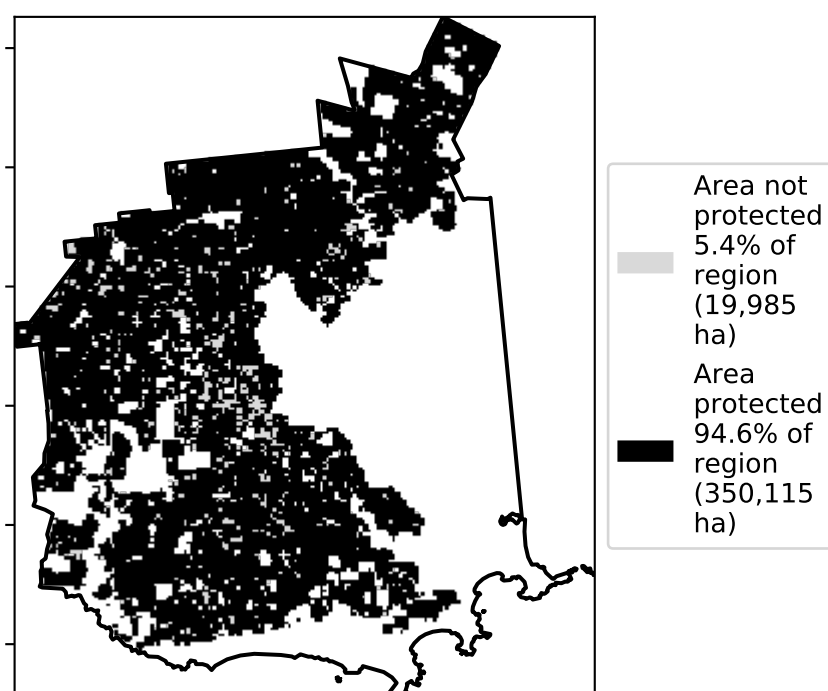 Area not
protected
5.4% of
region
(19,985
ha)
Area
protected
94.6% of
region
(350,115
ha)